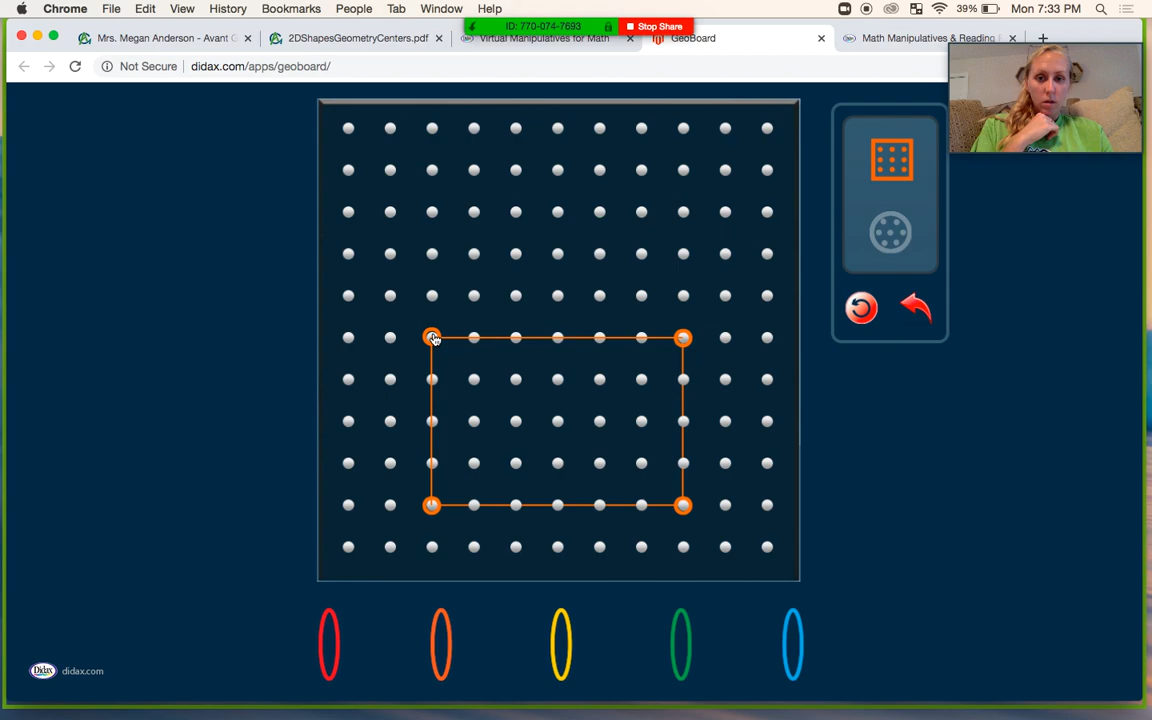 Chrome File Edit View History Bookmarks People Tab Window Help
39% Mon 7:33 PM
ID: 770-074-7693 Stop Share
Mrs. Megan Anderson - Avant G
2DShapesGeometryCenters.pdf
Virtual Manipulatives for Math
GeoBoard
Math Manipulatives & Reading
Not Secure didax.com/apps/geoboard/
Didax didax.com